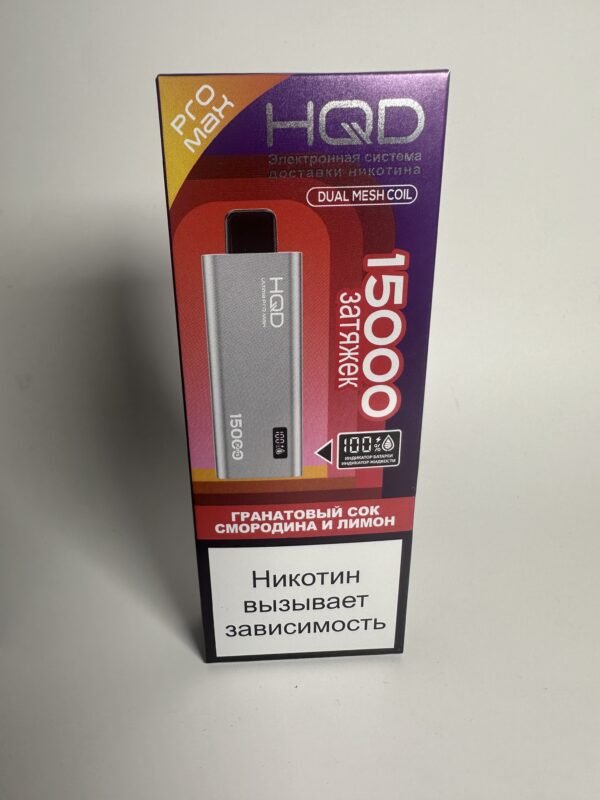 Pro
Max
HQD
Электронная система
доставки никотина
DUAL MESH COIL
15000
затяжек
HQD
15000
100%
100%
ИНДИКАТОР БАТАРЕИ
ИНДИКАТОР ЖИДКОСТИ
ГРАНАТОВЫЙ СОК
СМОРОДИНА И ЛИМОН
Никотин
вызывает
зависимость